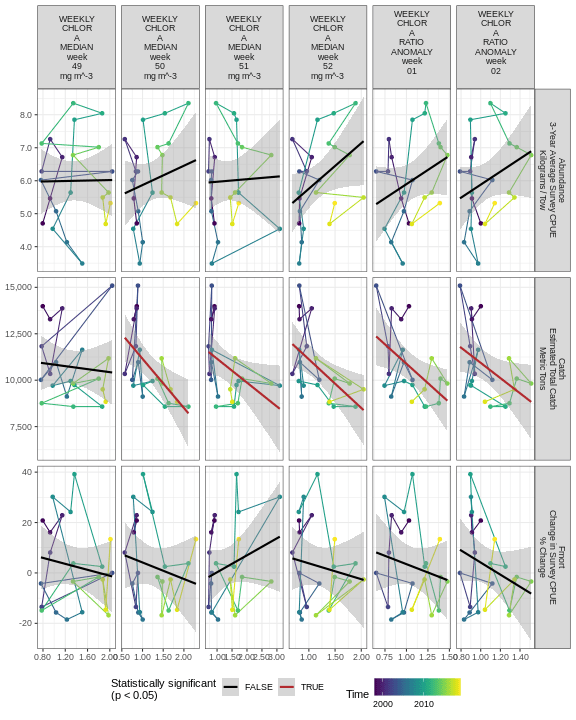 WEEKLY
CHLOR
A
MEDIAN
week
49
mg m^-3
WEEKLY
CHLOR
A
MEDIAN
week
50
mg m^-3
WEEKLY
CHLOR
A
MEDIAN
week
51
mg m^-3
WEEKLY
CHLOR
A
MEDIAN
week
52
mg m^-3
WEEKLY
CHLOR
A
RATIO
ANOMALY
week
01
WEEKLY
CHLOR
A
RATIO
ANOMALY
week
02
8.0
7.0
6.0
5.0
4.0
Abundance
3-Year Average Survey CPUE
Kilograms / Tow
15,000
12,500
10,000
7,500
Catch
Estimated Total Catch
Metric Tons
40
20
0
-20
Fmort
Change in Survey CPUE
% Change
0.80 1.20 1.60 2.00
0.50 1.00 1.50 2.00
1.00 1.50 2.00 2.50 3.00
1.00 1.50 2.00
0.75 1.00 1.25 1.50
0.80 1.00 1.20 1.40
Statistically significant
(p < 0.05)
FALSE
TRUE
Time
2000 2010